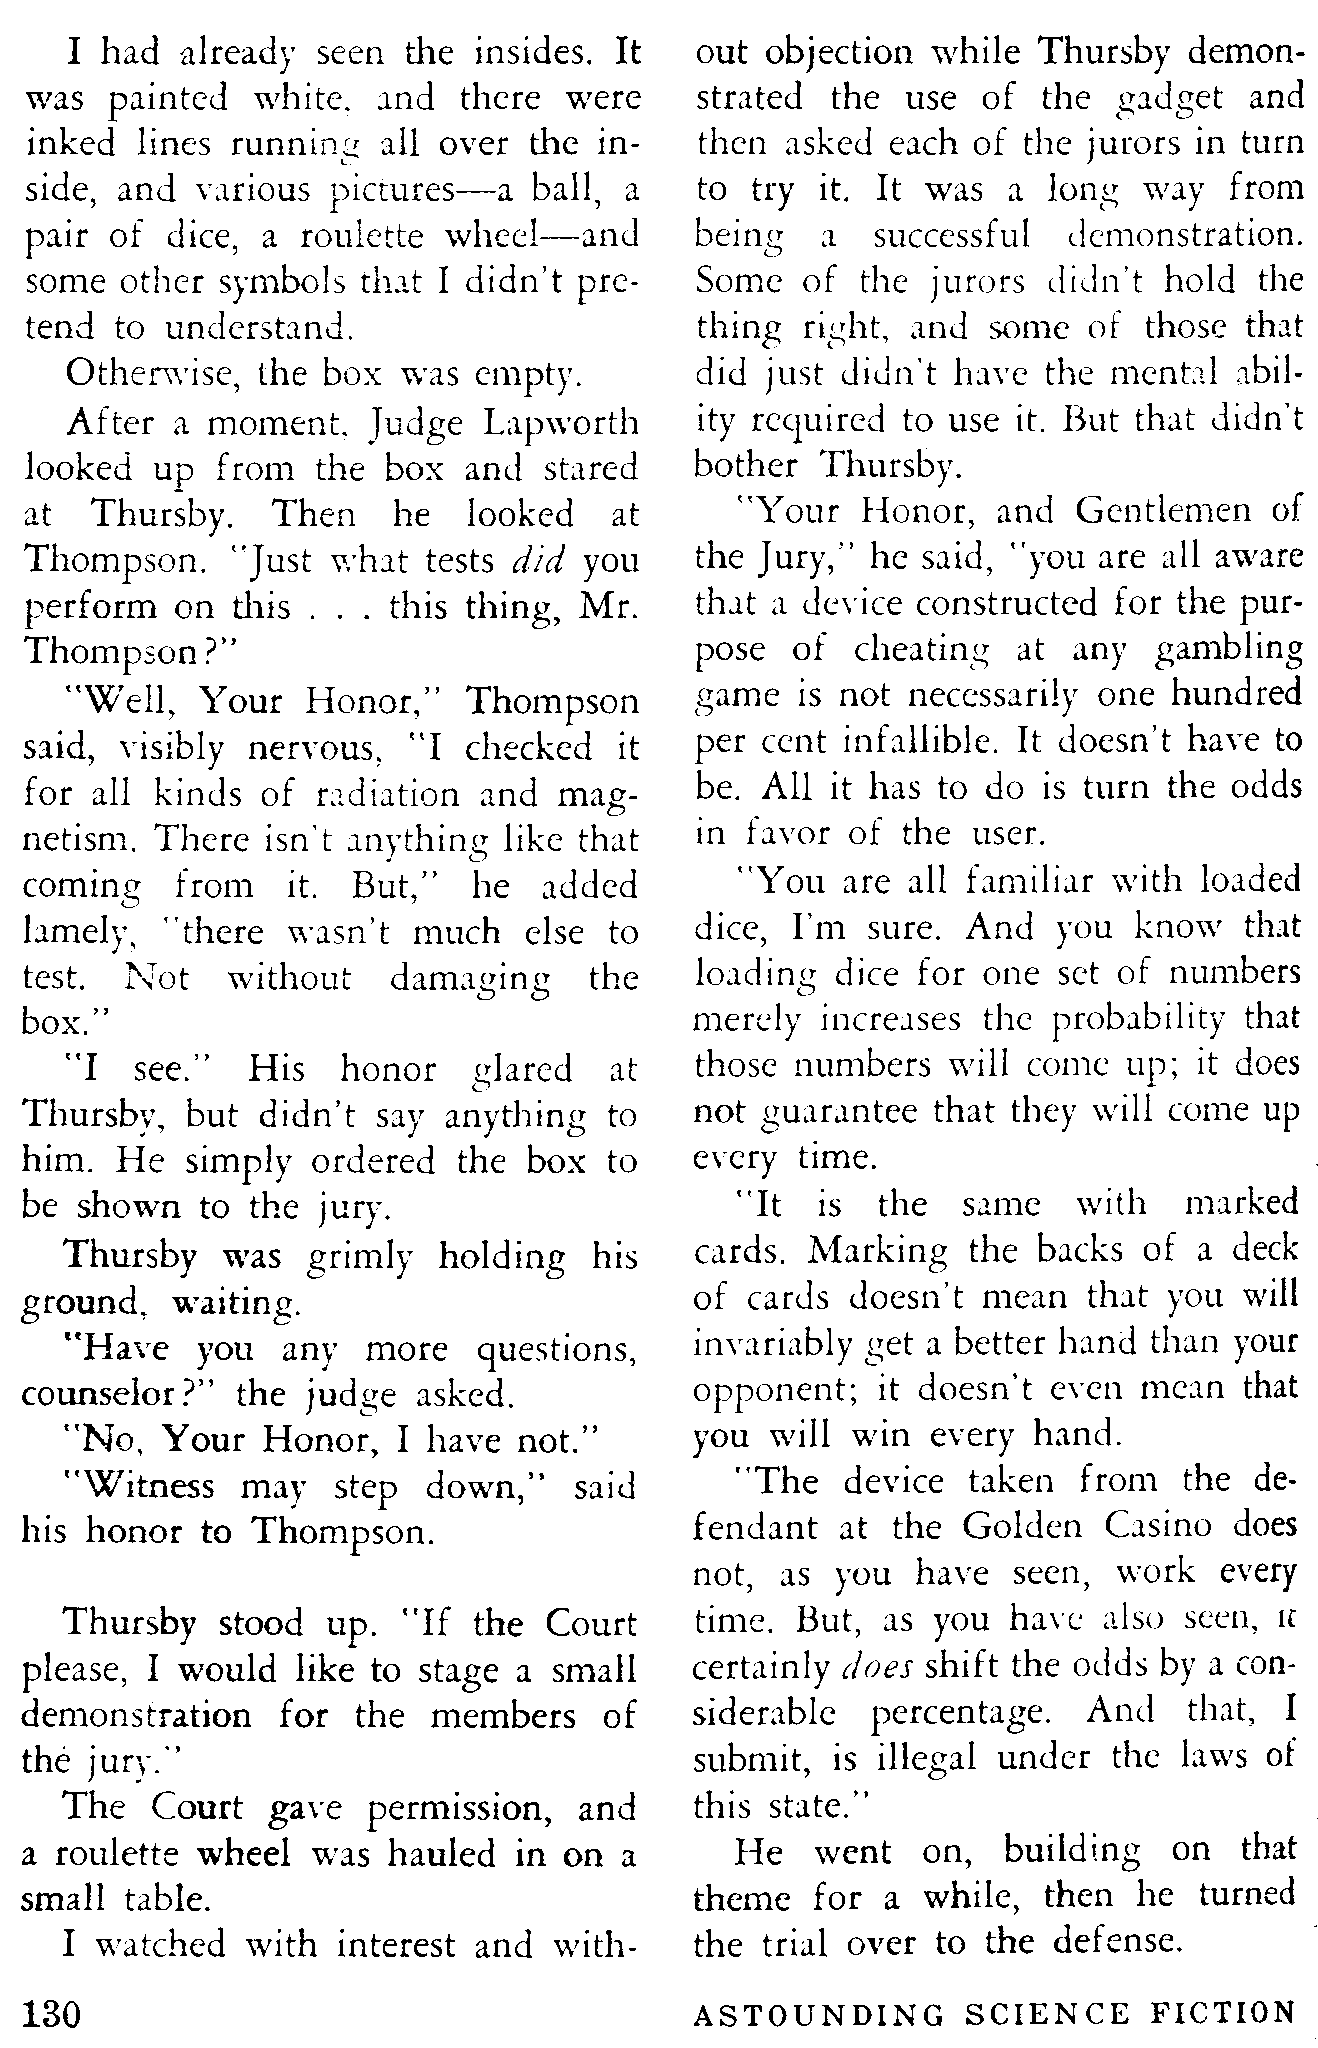 I had already seen the insides. It
was painted white, and there were
inked lines running all over the in-
side, and various pictures—a ball, a
pair of dice, a roulette wheel—and
some other symbols that I didn't pre-
tend to understand.
Otherwise, the box was empty.
After a moment, Judge Lapworth
looked up from the box and stared
at Thursby. Then he looked at
Thompson. "Just what tests did you
perform on this . . . this thing, Mr.
Thompson?"
"Well, Your Honor," Thompson
said, visibly nervous, "I checked it
for all kinds of radiation and mag-
netism. There isn't anything like that
coming from it. But," he added
lamely, "there wasn't much else to
test. Not without damaging the
box."
"I see." His honor glared at
Thursby, but didn't say anything to
him. He simply ordered the box to
be shown to the jury.
Thursby was grimly holding his
ground, waiting.
"Have you any more questions,
counselor?" the judge asked.
"No, Your Honor, I have not."
"Witness may step down," said
his honor to Thompson.
Thursby stood up. "If the Court
please, I would like to stage a small
demonstration for the members of
the jury."
The Court gave permission, and
a roulette wheel was hauled in on a
small table.
I watched with interest and with-
out objection while Thursby demon-
strated the use of the gadget and
then asked each of the jurors in turn
to try it. It was a long way from
being a successful demonstration.
Some of the jurors didn't hold the
thing right, and some of those that
did just didn't have the mental abil-
ity required to use it. But that didn't
bother Thursby.
"Your Honor, and Gentlemen of
the Jury," he said, "you are all aware
that a device constructed for the pur-
pose of cheating at any gambling
game is not necessarily one hundred
per cent infallible. It doesn't have to
be. All it has to do is turn the odds
in favor of the user.
"You are all familiar with loaded
dice, I'm sure. And you know that
loading dice for one set of numbers
merely increases the probability that
those numbers will come up; it does
not guarantee that they will come up
every time.
"It is the same with marked
cards. Marking the backs of a deck
of cards doesn't mean that you will
invariably get a better hand than your
opponent; it doesn't even mean that
you will win every hand.
"The device taken from the de-
fendant at the Golden Casino does
not, as you have seen, work every
time. But, as you have also seen, it
certainly does shift the odds by a con-
siderable percentage. And that, I
submit, is illegal under the laws of
this state."
He went on, building on that
theme for a while, then he turned
the trial over to the defense.
130
ASTOUNDING SCIENCE FICTION